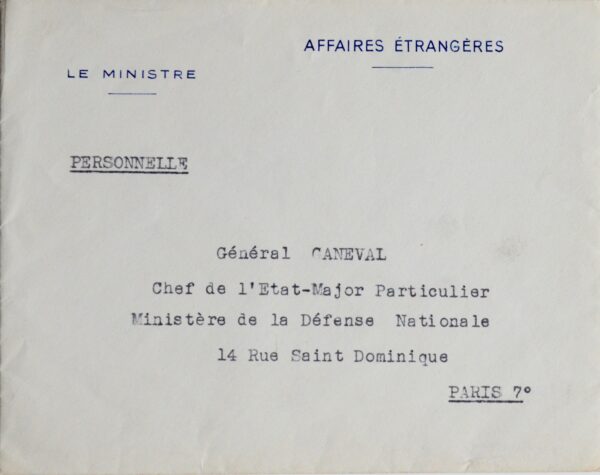 AFFAIRES ÉTRANGÈRES
LE MINISTRE
PERSONNELLE
Général CANEVAL
Chef de l'Etat-Major Particulier
Ministère de la Défense Nationale
14 Rue Saint Dominique
PARIS 7°